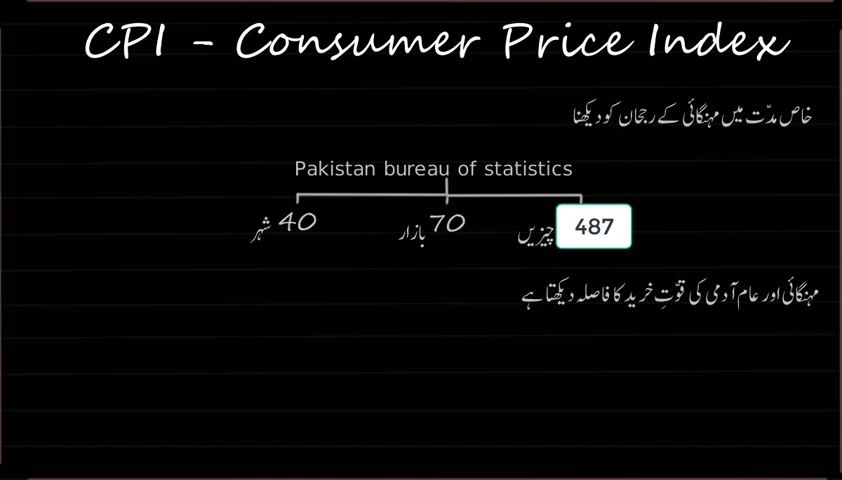 CPI - Consumer Price Index
خاص مدّت میں مہنگائی کے رجحان کو دیکھنا
Pakistan bureau of statistics
40 شہر
70 بازار
487 چیزیں
مہنگائی اور عام آدمی کی قوّتِ خرید کا فاصلہ دیکھتا ہے